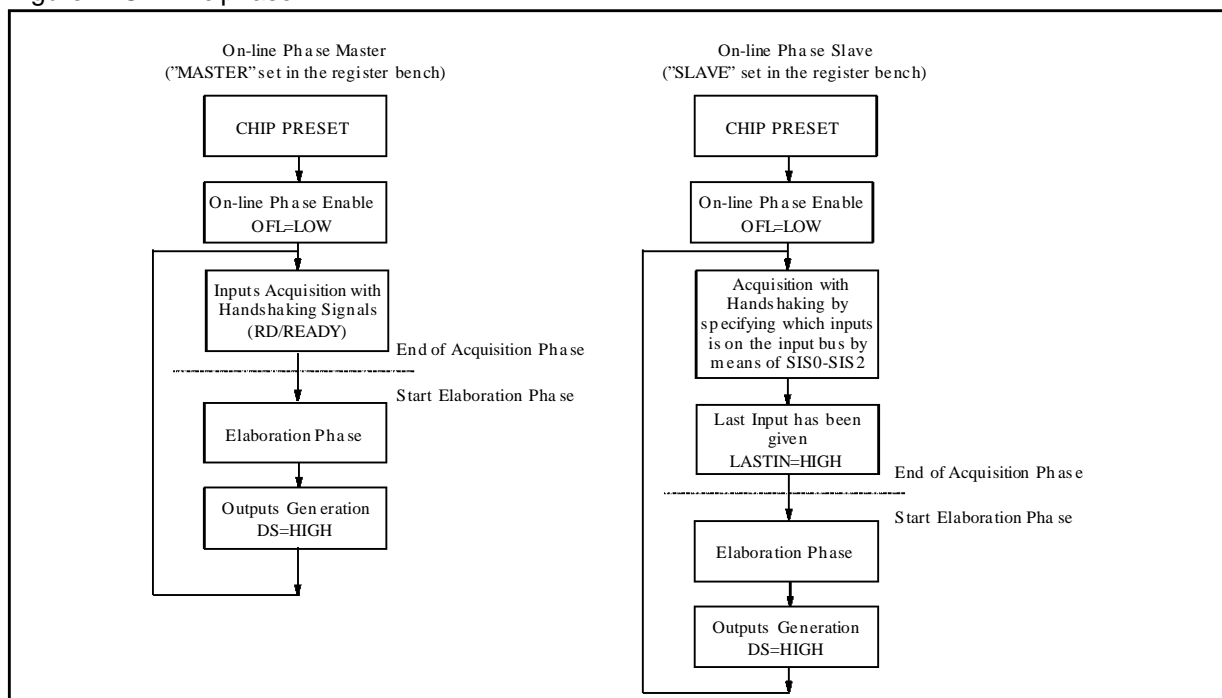 On-line Phase Master
("MASTER" set in the register bench)
CHIP PRESET
On-line Phase Enable
OFL=LOW
Inputs Acquisition with
Handshaking Signals
(RD/READY)
End of Acquisition Phase
Start Elaboration Phase
Elaboration Phase
Outputs Generation
DS=HIGH
On-line Phase Slave
("SLAVE" set in the register bench)
CHIP PRESET
On-line Phase Enable
OFL=LOW
Acquisition with
Handshaking by
specifying which inputs
is on the input bus by
means of SIS0-SIS2
Last Input has been
given
LASTIN=HIGH
End of Acquisition Phase
Start Elaboration Phase
Elaboration Phase
Outputs Generation
DS=HIGH